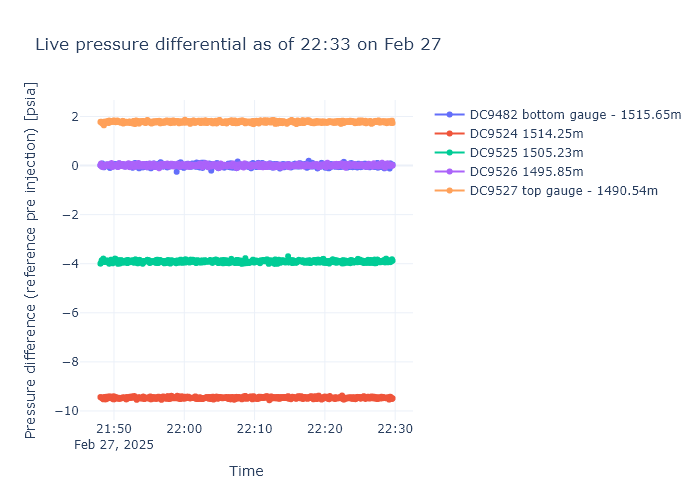 Live pressure differential as of 22:33 on Feb 27
Pressure difference (reference pre injection) [psia]
2
0
−2
−4
−6
−8
−10
21:50
22:00
22:10
22:20
22:30
Feb 27, 2025
Time
DC9482 bottom gauge - 1515.65m
DC9524 1514.25m
DC9525 1505.23m
DC9526 1495.85m
DC9527 top gauge - 1490.54m